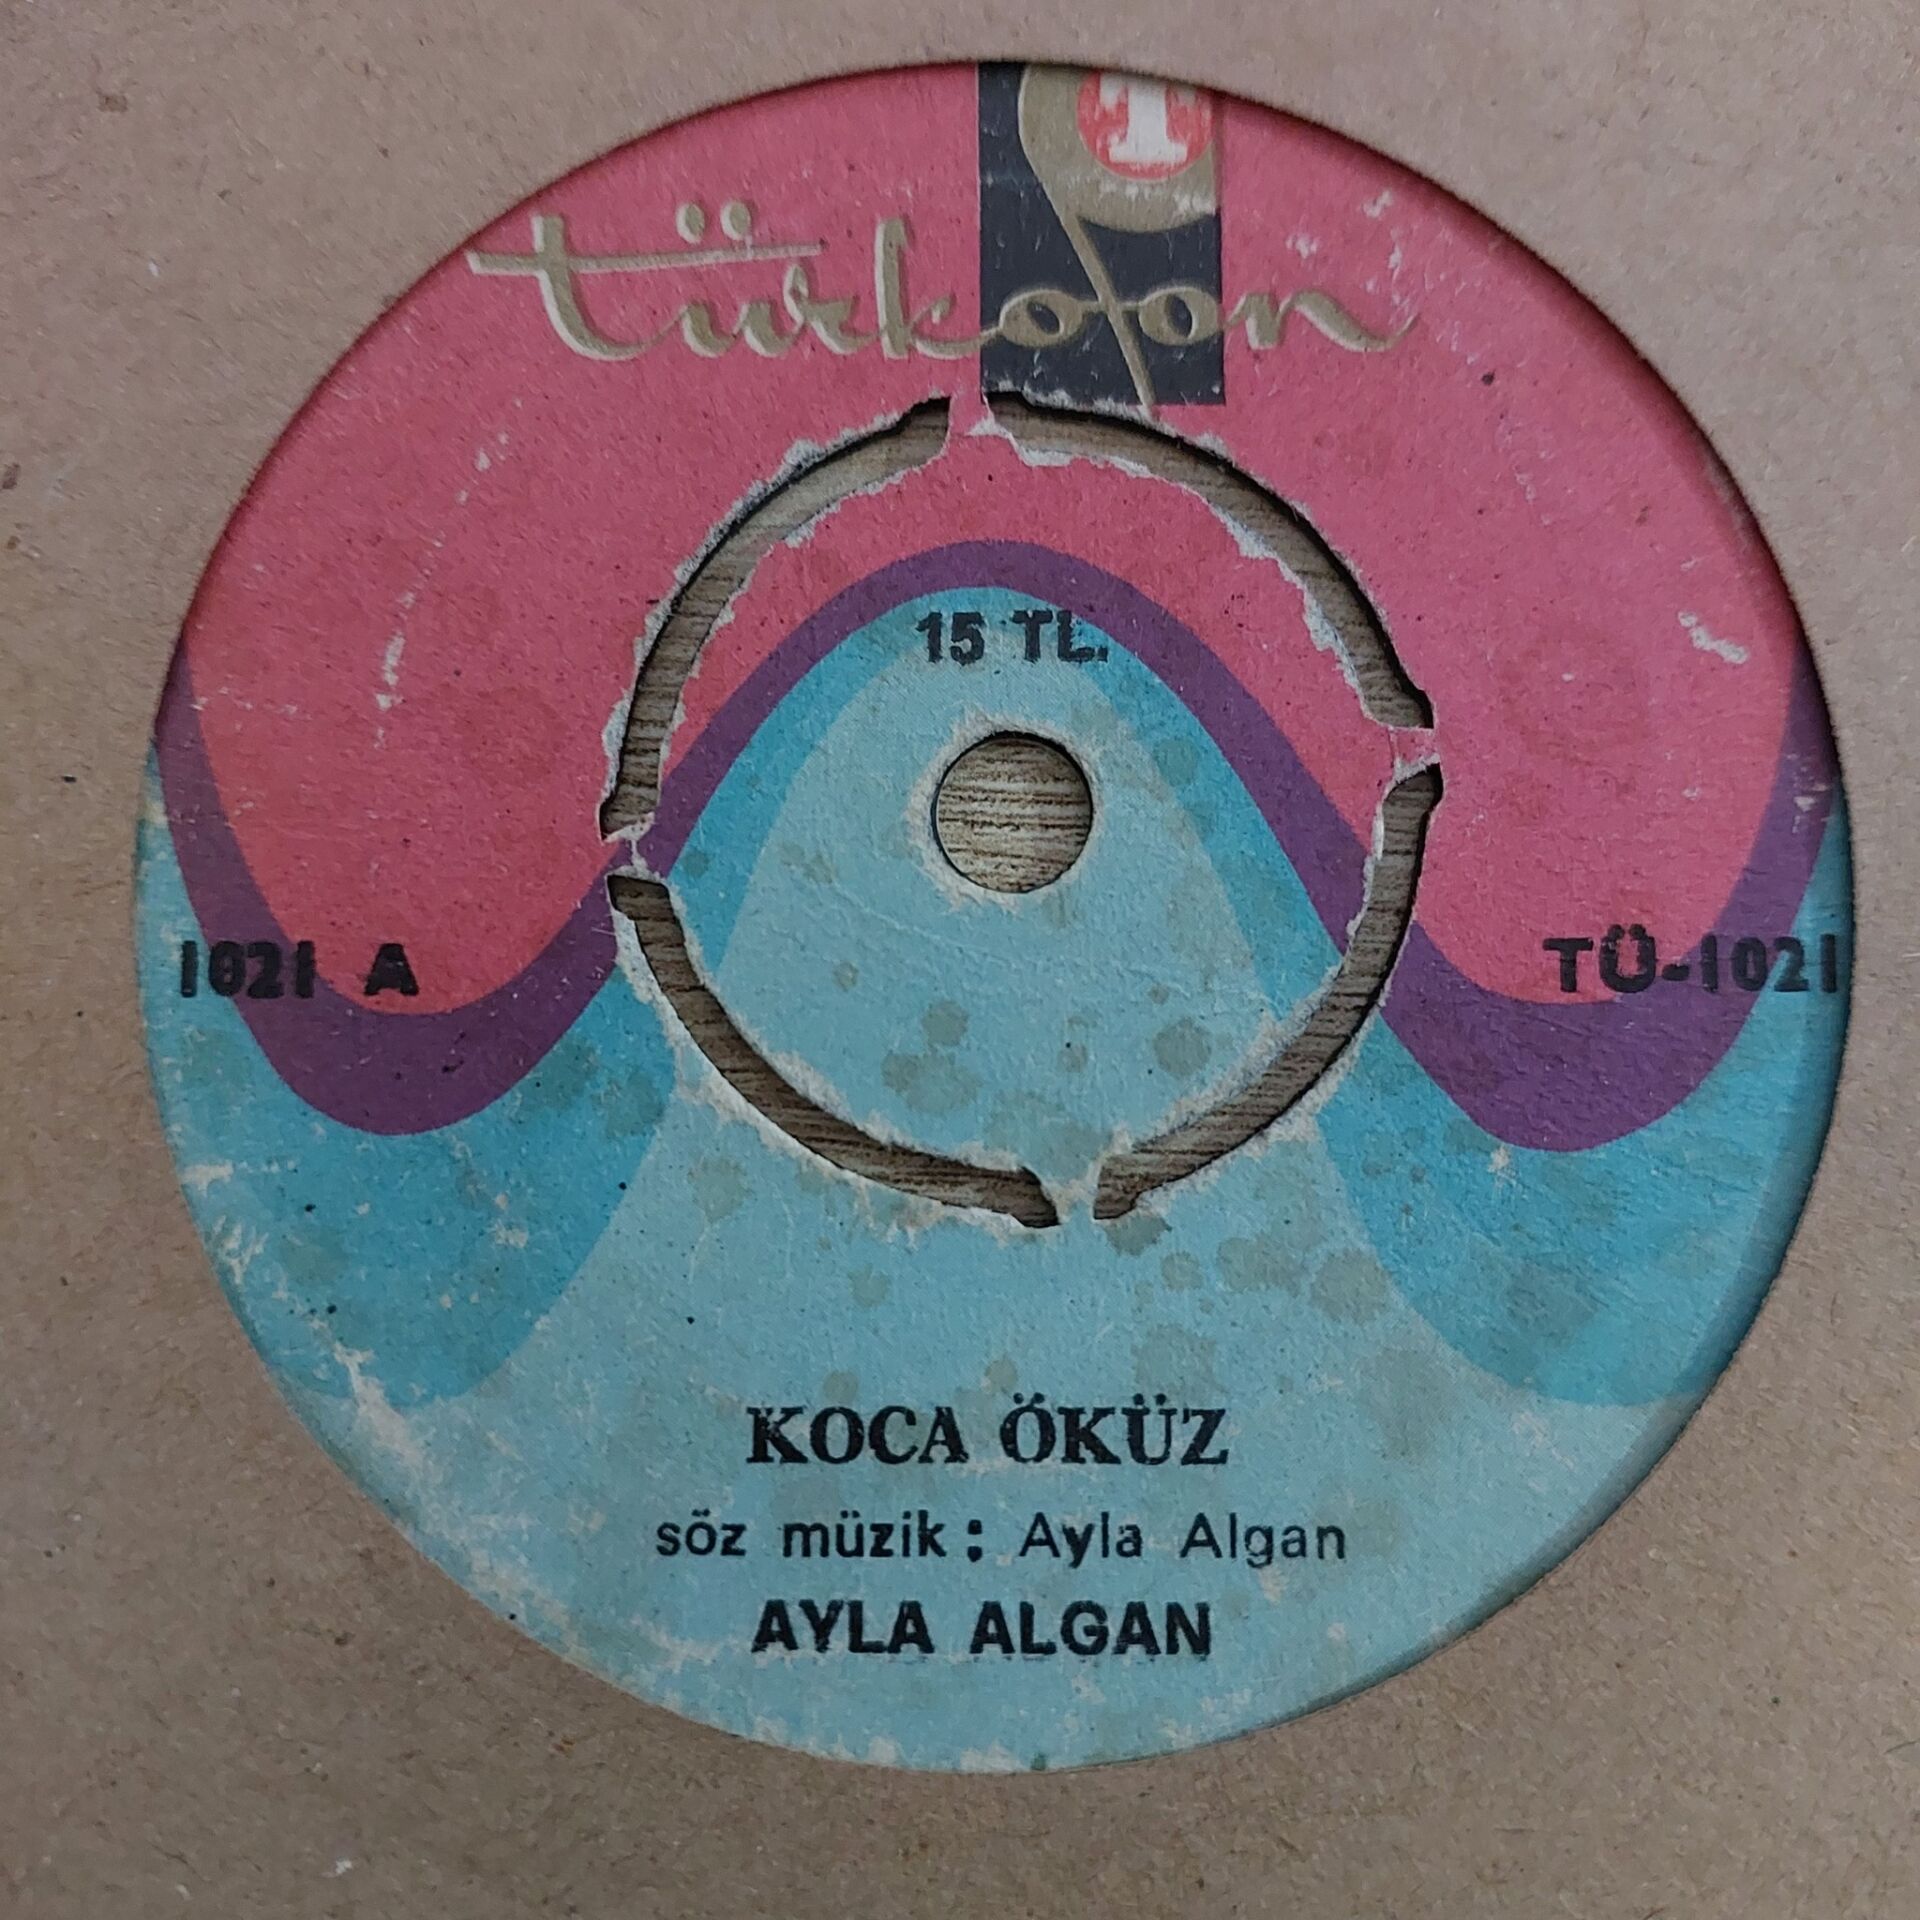 T
türkofon
15 TL.
1021 A
TÜ-1021
KOCA ÖKÜZ
söz müzik : Ayla Algan
AYLA ALGAN